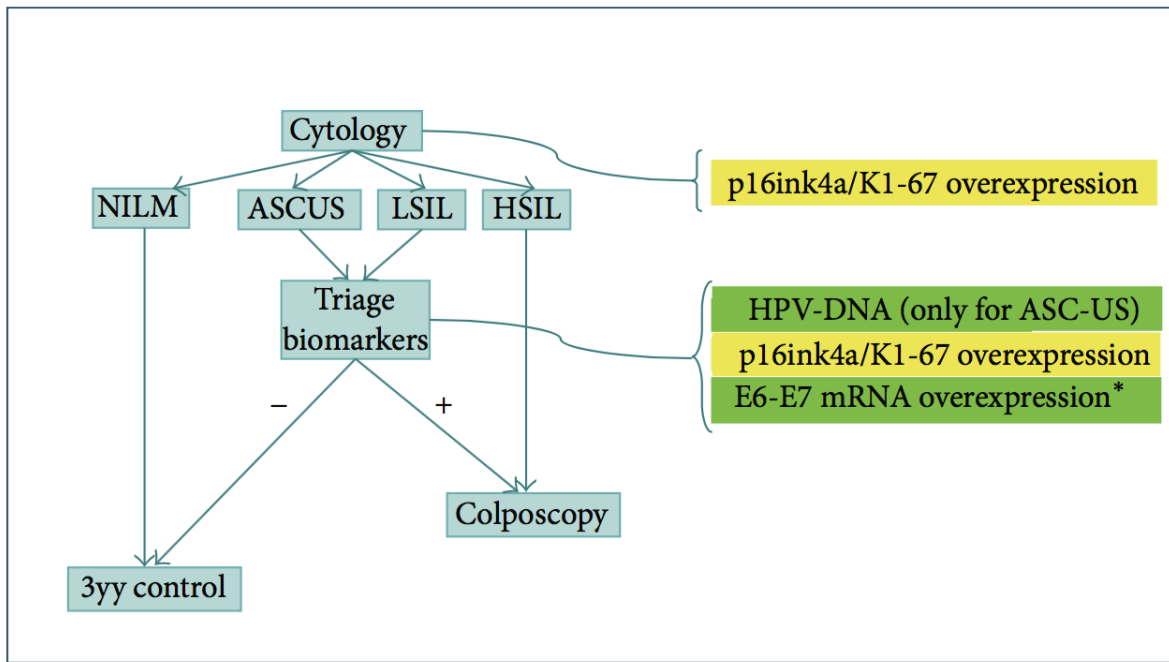 Cytology
p16ink4a/K1-67 overexpression
NILM
ASCUS
LSIL
HSIL
Triage
biomarkers
HPV-DNA (only for ASC-US)
p16ink4a/K1-67 overexpression
E6-E7 mRNA overexpression*
−
+
Colposcopy
3yy control